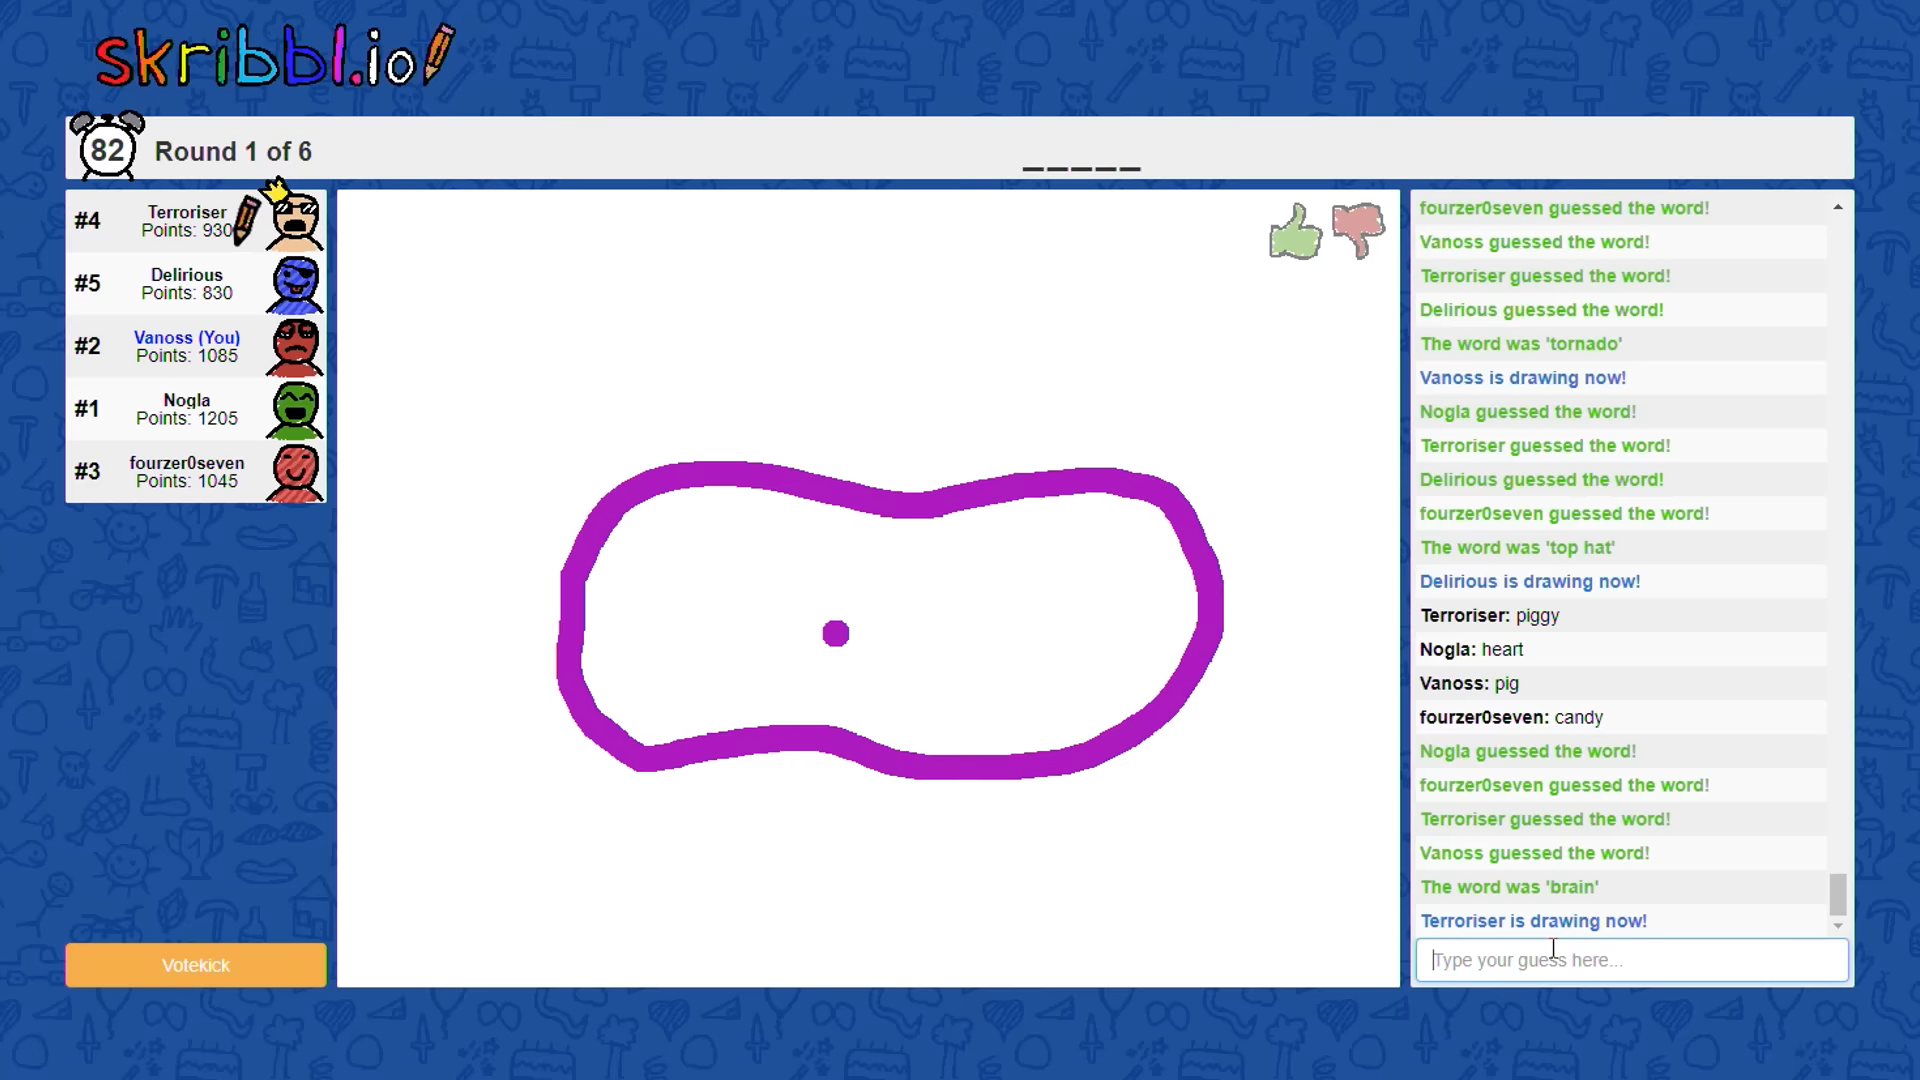 skribbl.io
82
Round 1 of 6
_ _ _ _ _
#4
Terroriser
Points: 930
#5
Delirious
Points: 830
#2
Vanoss (You)
Points: 1085
#1
Nogla
Points: 1205
#3
fourzer0seven
Points: 1045
Votekick
fourzer0seven guessed the word!
Vanoss guessed the word!
Terroriser guessed the word!
Delirious guessed the word!
The word was 'tornado'
Vanoss is drawing now!
Nogla guessed the word!
Terroriser guessed the word!
Delirious guessed the word!
fourzer0seven guessed the word!
The word was 'top hat'
Delirious is drawing now!
Terroriser: piggy
Nogla: heart
Vanoss: pig
fourzer0seven: candy
Nogla guessed the word!
fourzer0seven guessed the word!
Terroriser guessed the word!
Vanoss guessed the word!
The word was 'brain'
Terroriser is drawing now!
Type your guess here...